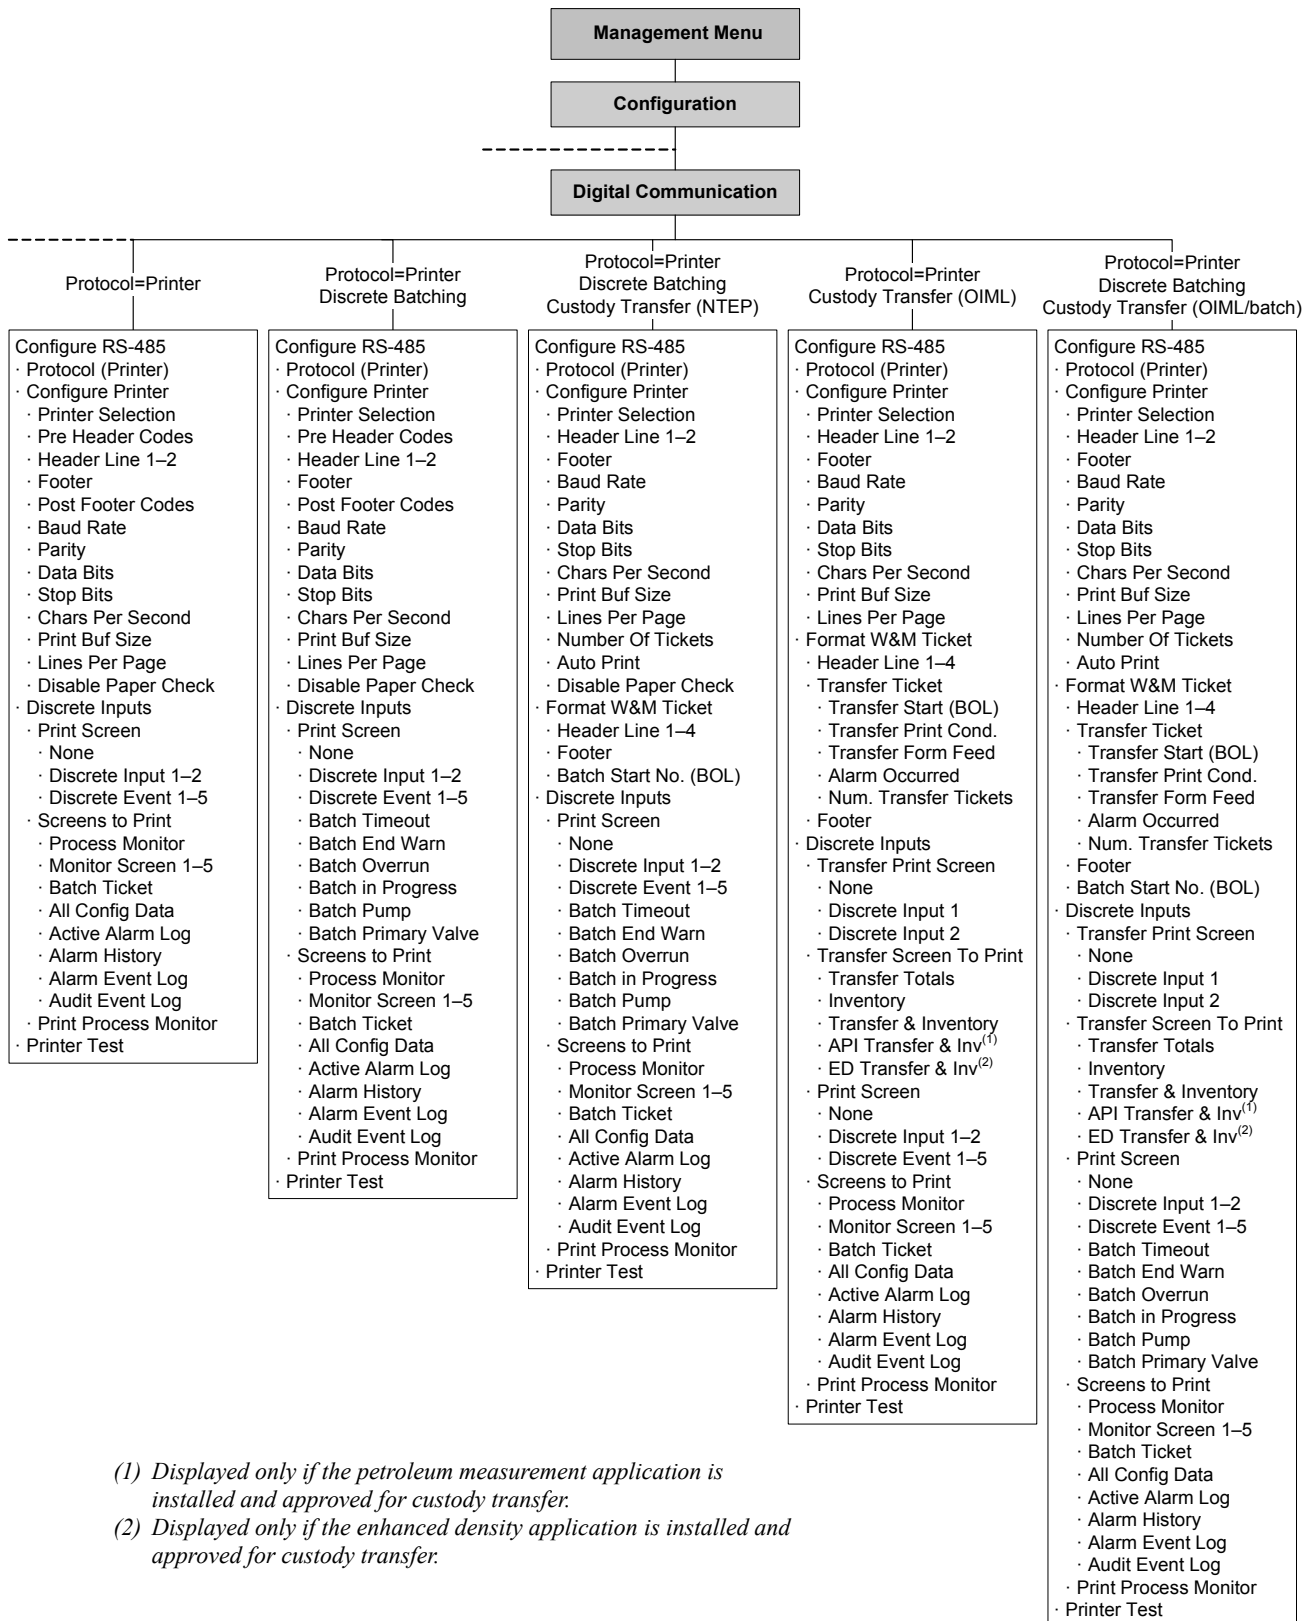 Management Menu
Configuration
Digital Communication
Protocol=Printer
Configure RS-485
· Protocol (Printer)
· Configure Printer
· Printer Selection
· Pre Header Codes
· Header Line 1–2
· Footer
· Post Footer Codes
· Baud Rate
· Parity
· Data Bits
· Stop Bits
· Chars Per Second
· Print Buf Size
· Lines Per Page
· Disable Paper Check
· Discrete Inputs
· Print Screen
· None
· Discrete Input 1–2
· Discrete Event 1–5
· Screens to Print
· Process Monitor
· Monitor Screen 1–5
· Batch Ticket
· All Config Data
· Active Alarm Log
· Alarm History
· Alarm Event Log
· Audit Event Log
· Print Process Monitor
· Printer Test
Protocol=Printer
Discrete Batching
Configure RS-485
· Protocol (Printer)
· Configure Printer
· Printer Selection
· Pre Header Codes
· Header Line 1–2
· Footer
· Post Footer Codes
· Baud Rate
· Parity
· Data Bits
· Stop Bits
· Chars Per Second
· Print Buf Size
· Lines Per Page
· Disable Paper Check
· Discrete Inputs
· Print Screen
· None
· Discrete Input 1–2
· Discrete Event 1–5
· Batch Timeout
· Batch End Warn
· Batch Overrun
· Batch in Progress
· Batch Pump
· Batch Primary Valve
· Screens to Print
· Process Monitor
· Monitor Screen 1–5
· Batch Ticket
· All Config Data
· Active Alarm Log
· Alarm History
· Alarm Event Log
· Audit Event Log
· Print Process Monitor
· Printer Test
Protocol=Printer
Discrete Batching
Custody Transfer (NTEP)
Configure RS-485
· Protocol (Printer)
· Configure Printer
· Printer Selection
· Header Line 1–2
· Footer
· Baud Rate
· Parity
· Data Bits
· Stop Bits
· Chars Per Second
· Print Buf Size
· Lines Per Page
· Number Of Tickets
· Auto Print
· Disable Paper Check
· Format W&M Ticket
· Header Line 1–4
· Footer
· Batch Start No. (BOL)
· Discrete Inputs
· Print Screen
· None
· Discrete Input 1–2
· Discrete Event 1–5
· Batch Timeout
· Batch End Warn
· Batch Overrun
· Batch in Progress
· Batch Pump
· Batch Primary Valve
· Screens to Print
· Process Monitor
· Monitor Screen 1–5
· Batch Ticket
· All Config Data
· Active Alarm Log
· Alarm History
· Alarm Event Log
· Audit Event Log
· Print Process Monitor
· Printer Test
Protocol=Printer
Custody Transfer (OIML)
Configure RS-485
· Protocol (Printer)
· Configure Printer
· Printer Selection
· Header Line 1–2
· Footer
· Baud Rate
· Parity
· Data Bits
· Stop Bits
· Chars Per Second
· Print Buf Size
· Lines Per Page
· Format W&M Ticket
· Header Line 1–4
· Transfer Ticket
· Transfer Start (BOL)
· Transfer Print Cond.
· Transfer Form Feed
· Alarm Occurred
· Num. Transfer Tickets
· Footer
· Discrete Inputs
· Transfer Print Screen
· None
· Discrete Input 1
· Discrete Input 2
· Transfer Screen To Print
· Transfer Totals
· Inventory
· Transfer & Inventory
· API Transfer & Inv(1)
· ED Transfer & Inv(2)
· Print Screen
· None
· Discrete Input 1–2
· Discrete Event 1–5
· Screens to Print
· Process Monitor
· Monitor Screen 1–5
· Batch Ticket
· All Config Data
· Active Alarm Log
· Alarm History
· Alarm Event Log
· Audit Event Log
· Print Process Monitor
· Printer Test
Protocol=Printer
Discrete Batching
Custody Transfer (OIML/batch)
Configure RS-485
· Protocol (Printer)
· Configure Printer
· Printer Selection
· Header Line 1–2
· Footer
· Baud Rate
· Parity
· Data Bits
· Stop Bits
· Chars Per Second
· Print Buf Size
· Lines Per Page
· Number Of Tickets
· Auto Print
· Format W&M Ticket
· Header Line 1–4
· Transfer Ticket
· Transfer Start (BOL)
· Transfer Print Cond.
· Transfer Form Feed
· Alarm Occurred
· Num. Transfer Tickets
· Footer
· Batch Start No. (BOL)
· Discrete Inputs
· Transfer Print Screen
· None
· Discrete Input 1
· Discrete Input 2
· Transfer Screen To Print
· Transfer Totals
· Inventory
· Transfer & Inventory
· API Transfer & Inv(1)
· ED Transfer & Inv(2)
· Print Screen
· None
· Discrete Input 1–2
· Discrete Event 1–5
· Batch Timeout
· Batch End Warn
· Batch Overrun
· Batch in Progress
· Batch Pump
· Batch Primary Valve
· Screens to Print
· Process Monitor
· Monitor Screen 1–5
· Batch Ticket
· All Config Data
· Active Alarm Log
· Alarm History
· Alarm Event Log
· Audit Event Log
· Print Process Monitor
· Printer Test
(1) Displayed only if the petroleum measurement application is
installed and approved for custody transfer.
(2) Displayed only if the enhanced density application is installed and
approved for custody transfer.